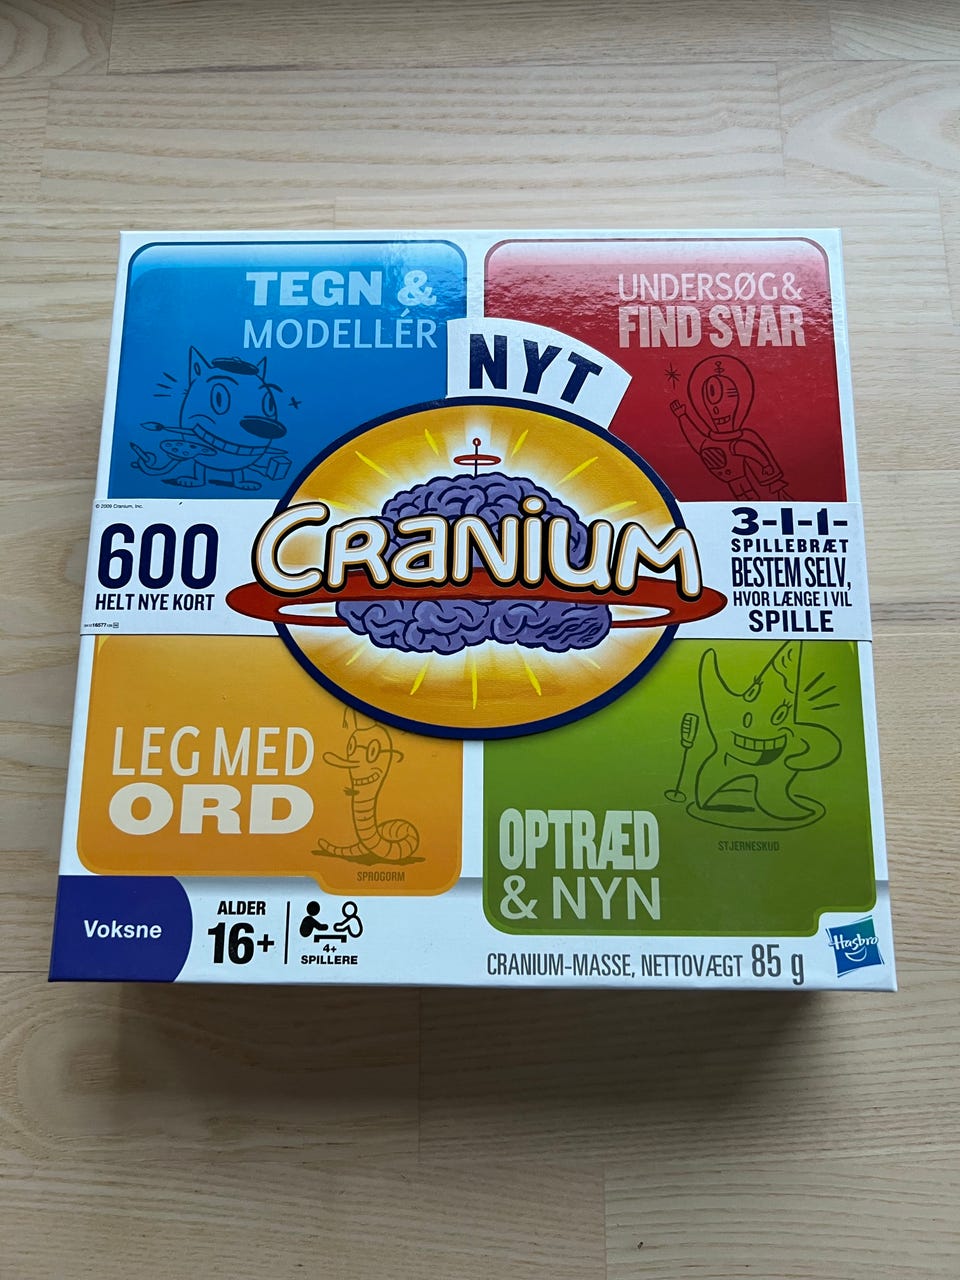 TEGN &
MODELLÉR
UNDERSØG &
FIND SVAR
NYT
© 2009 Cranium, Inc.
600
HELT NYE KORT
CRANIUM
3-I-1-
SPILLEBRÆT
BESTEM SELV,
HVOR LÆNGE I VIL
SPILLE
LEG MED
ORD
SPROGORM
OPTRÆD
& NYN
STJERNESKUD
Voksne
ALDER
16+
4+
SPILLERE
CRANIUM-MASSE, NETTOVÆGT 85 g
Hasbro